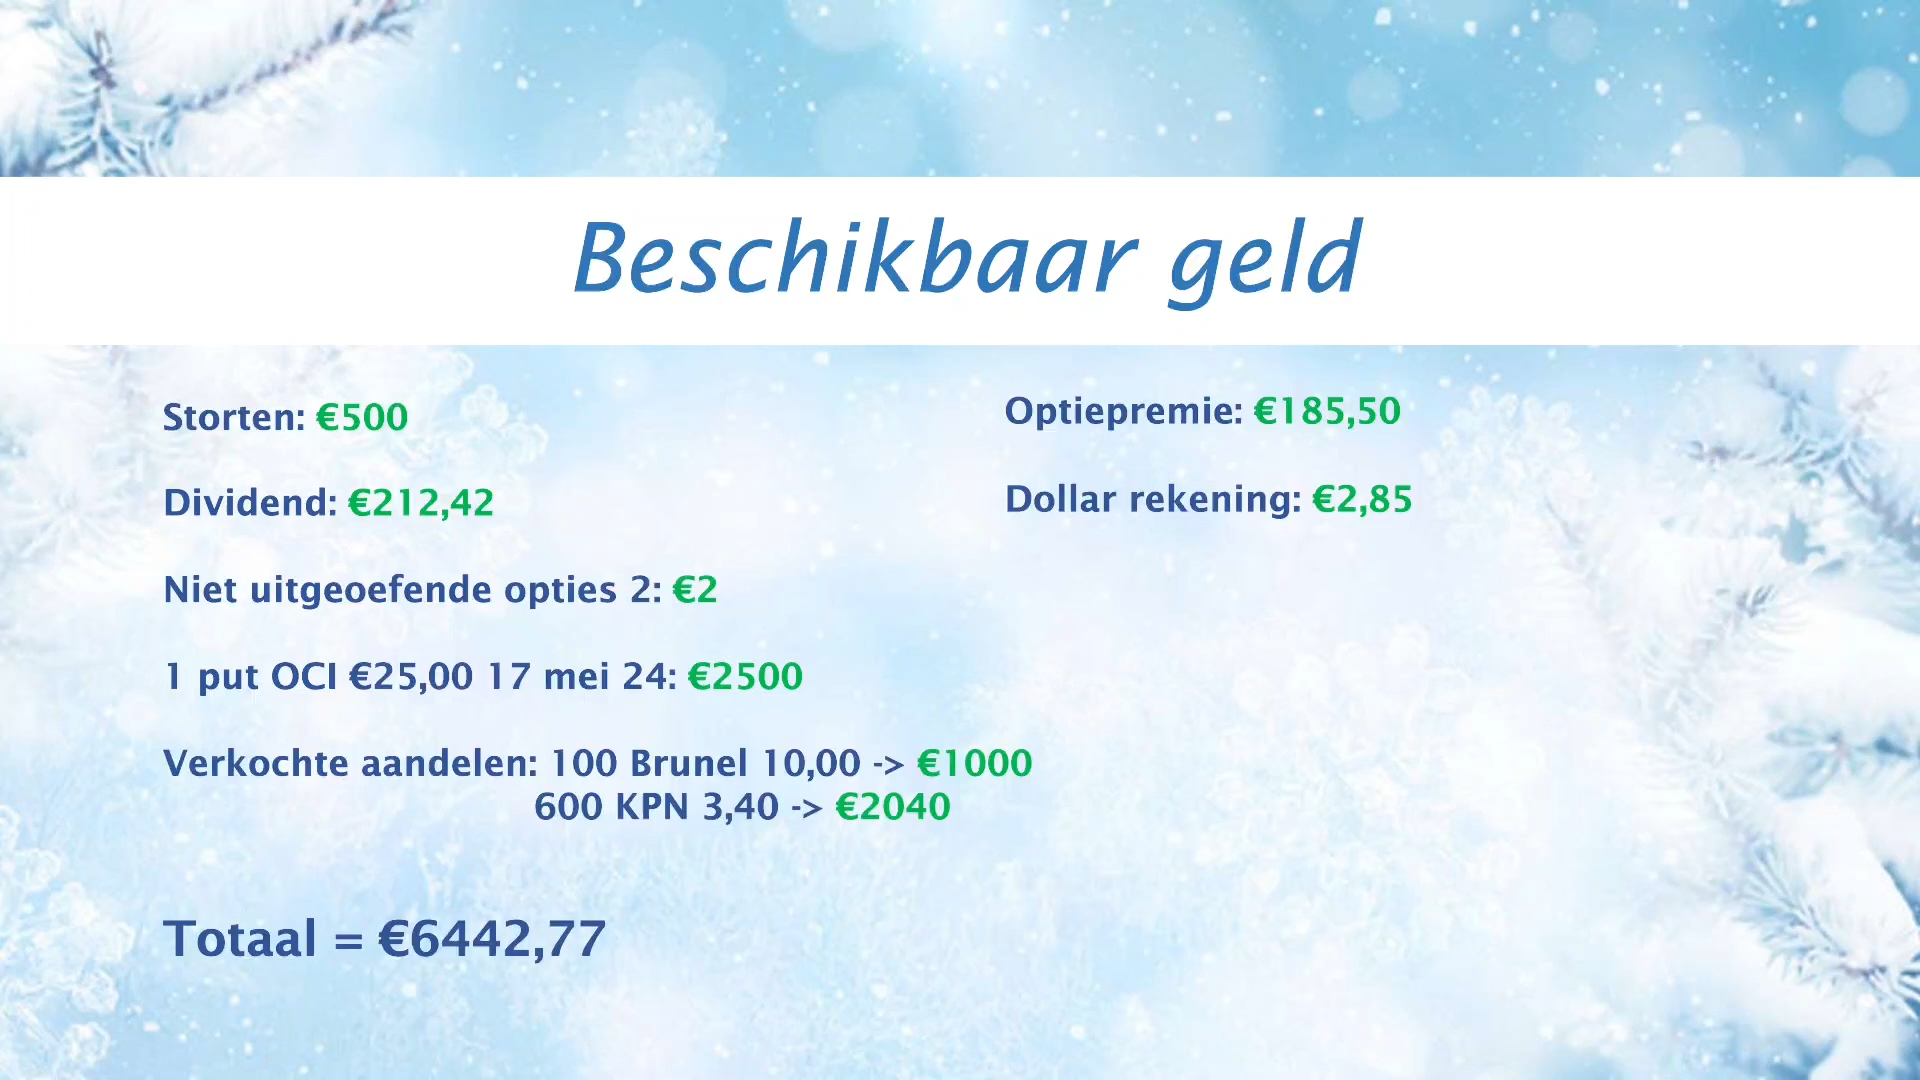 Beschikbaar geld
Storten: €500
Dividend: €212,42
Niet uitgeoefende opties 2: €2
1 put OCI €25,00 17 mei 24: €2500
Verkochte aandelen: 100 Brunel 10,00 -> €1000
600 KPN 3,40 -> €2040
Optiepremie: €185,50
Dollar rekening: €2,85
Totaal = €6442,77